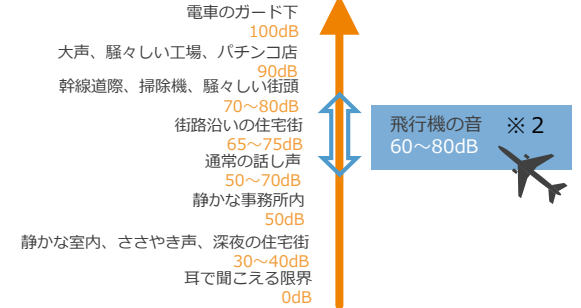 電車のガード下
100dB
大声、騒々しい工場、パチンコ店
90dB
幹線道際、掃除機、騒々しい街頭
70～80dB
街路沿いの住宅街
65～75dB
通常の話し声
50～70dB
静かな事務所内
50dB
静かな室内、ささやき声、深夜の住宅街
30～40dB
耳で聞こえる限界
0dB
飛行機の音 ※２
60～80dB